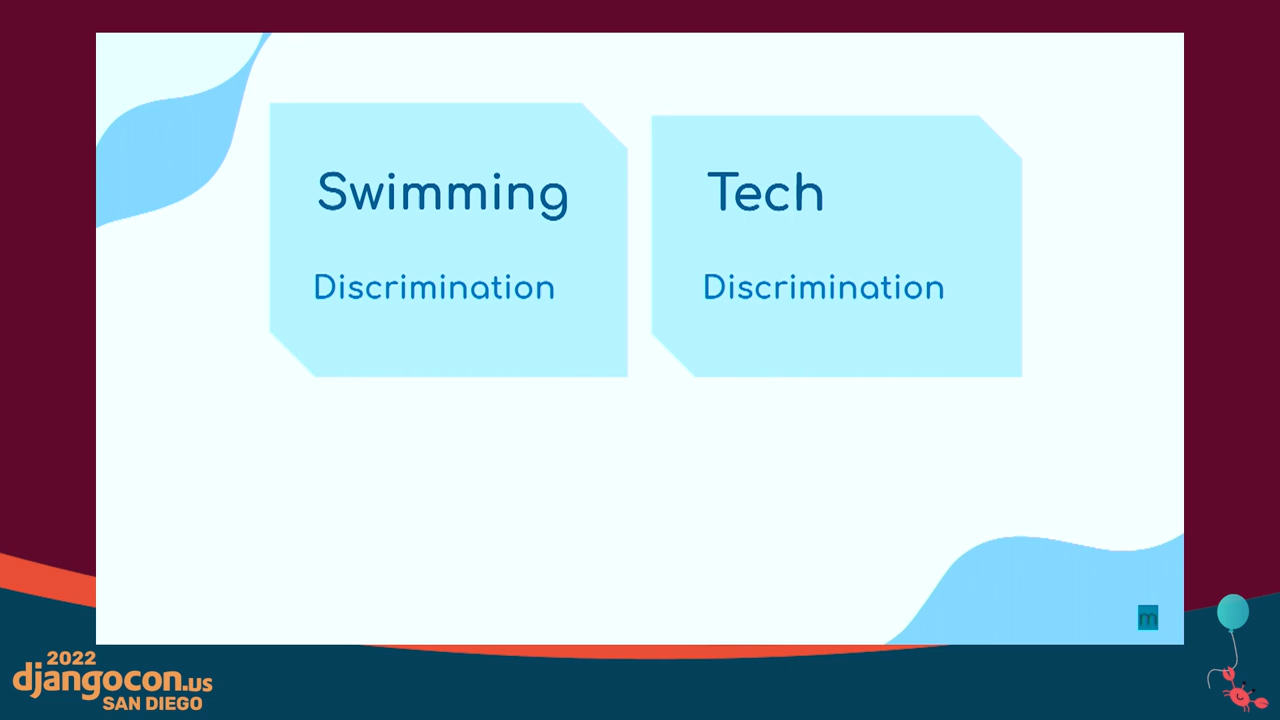 Swimming
Discrimination
Tech
Discrimination
m
2022
djangocon.us
SAN DIEGO